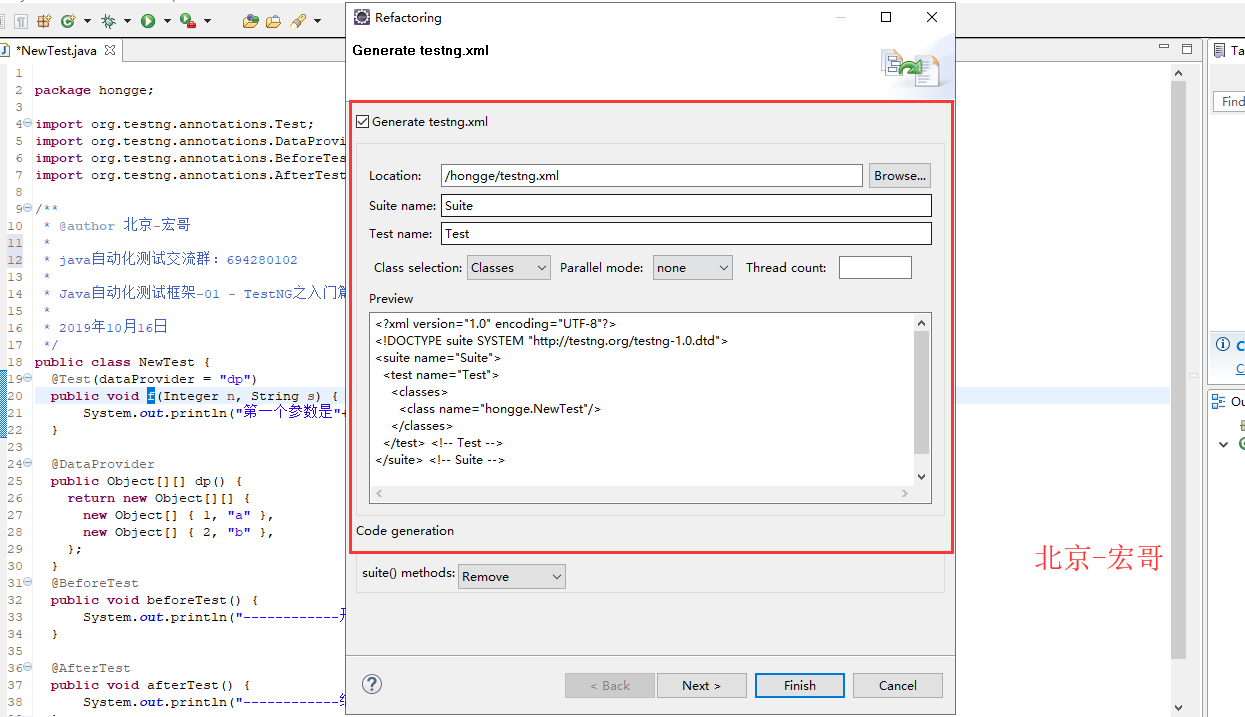 *NewTest.java
1
2 package hongge;
3
4 import org.testng.annotations.Test;
5 import org.testng.annotations.DataProvi
6 import org.testng.annotations.BeforeTes
7 import org.testng.annotations.AfterTest
8
9 /**
10 * @author 北京-宏哥
11 *
12 * java自动化测试交流群：694280102
13 *
14 * Java自动化测试框架-01 - TestNG之入门篇
15 *
16 * 2019年10月16日
17 */
18 public class NewTest {
19 @Test(dataProvider = "dp")
20 public void f(Integer n, String s) {
21 System.out.println("第一个参数是"+
22 }
23
24 @DataProvider
25 public Object[][] dp() {
26 return new Object[][] {
27 new Object[] { 1, "a" },
28 new Object[] { 2, "b" },
29 };
30 }
31 @BeforeTest
32 public void beforeTest() {
33 System.out.println("------------开
34 }
35
36 @AfterTest
37 public void afterTest() {
38 System.out.println("------------结
Refactoring
Generate testng.xml
Generate testng.xml
Location: /hongge/testng.xml Browse...
Suite name: Suite
Test name: Test
Class selection: Classes Parallel mode: none Thread count:
Preview
<?xml version="1.0" encoding="UTF-8"?>
<!DOCTYPE suite SYSTEM "http://testng.org/testng-1.0.dtd">
<suite name="Suite">
<test name="Test">
<classes>
<class name="hongge.NewTest"/>
</classes>
</test> <!-- Test -->
</suite> <!-- Suite -->
Code generation
suite() methods: Remove
? < Back Next > Finish Cancel
Ta
Find
C
Ou
北京-宏哥